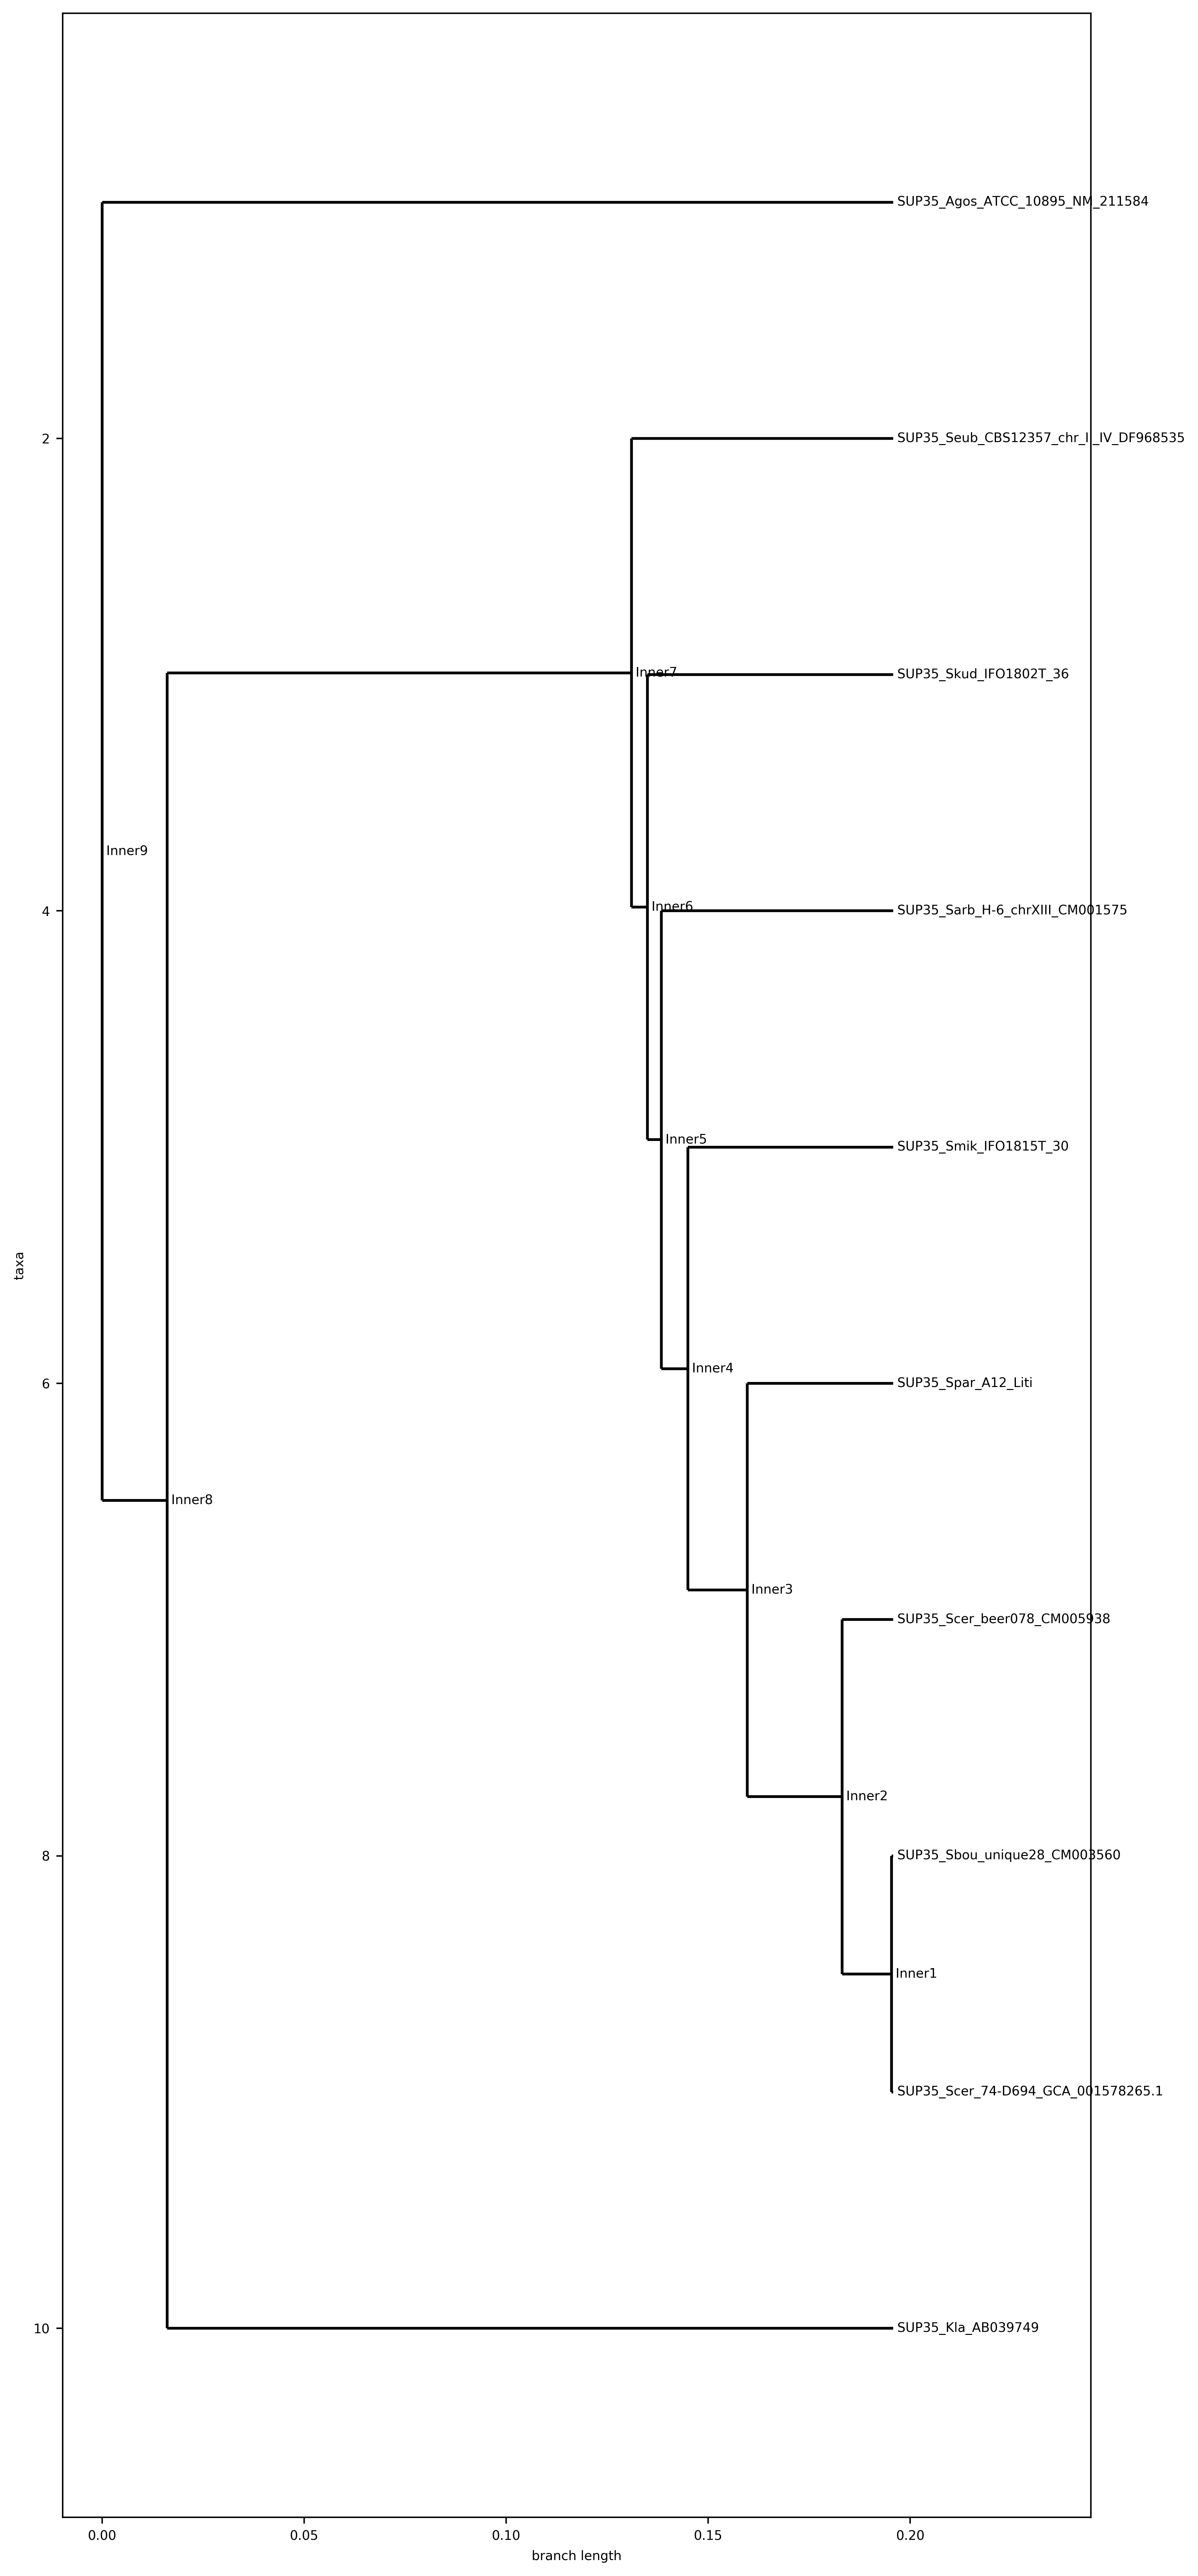 SUP35_Agos_ATCC_10895_NM_211584
2
SUP35_Seub_CBS12357_chr_II_IV_DF968535
Inner7
SUP35_Skud_IFO1802T_36
Inner9
Inner6
4
SUP35_Sarb_H-6_chrXIII_CM001575
Inner5
SUP35_Smik_IFO1815T_30
taxa
Inner4
6
SUP35_Spar_A12_Liti
Inner8
Inner3
SUP35_Scer_beer078_CM005938
Inner2
8
SUP35_Sbou_unique28_CM003560
Inner1
SUP35_Scer_74-D694_GCA_001578265.1
10
SUP35_Kla_AB039749
0.00 0.05 0.10 0.15 0.20
branch length